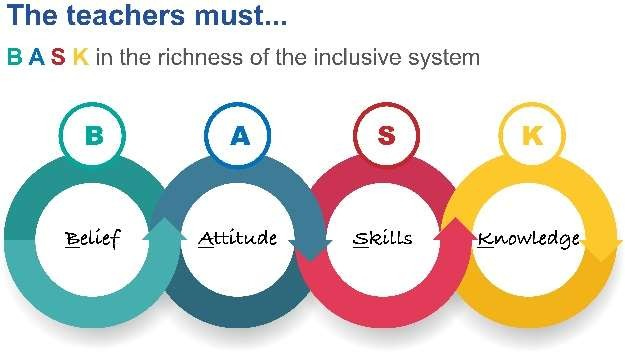 The teachers must...
B A S K in the richness of the inclusive system
B A S K
Belief Attitude Skills Knowledge